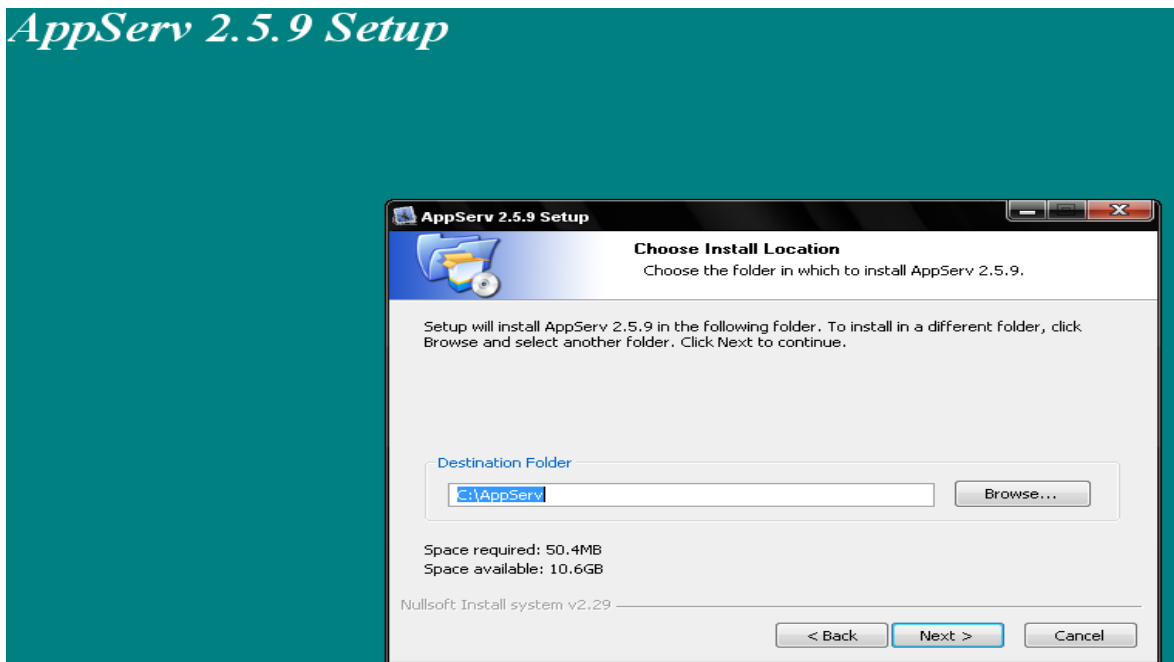 AppServ 2.5.9 Setup
AppServ 2.5.9 Setup
Choose Install Location
Choose the folder in which to install AppServ 2.5.9.
Setup will install AppServ 2.5.9 in the following folder. To install in a different folder, click
Browse and select another folder. Click Next to continue.
Destination Folder
C:\AppServ
Browse...
Space required: 50.4MB
Space available: 10.6GB
Nullsoft Install system v2.29
< Back Next > Cancel